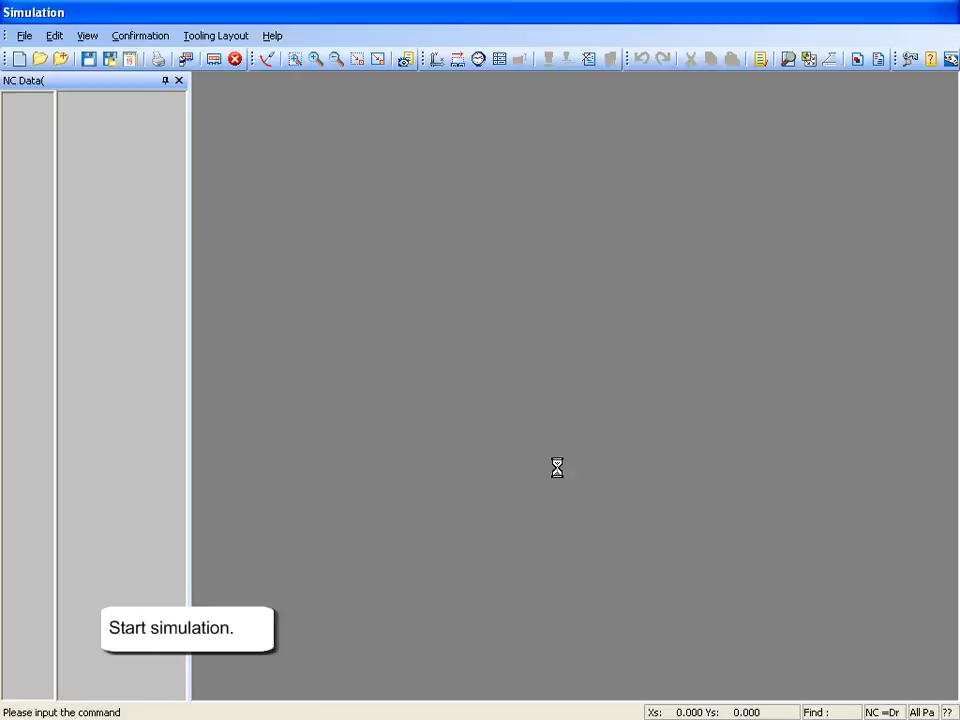 Simulation
File Edit View Confirmation Tooling Layout Help
19
NC Data(
Start simulation.
Please input the command
Xs: 0.000 Ys: 0.000 Find : NC =Dr All Pa ??